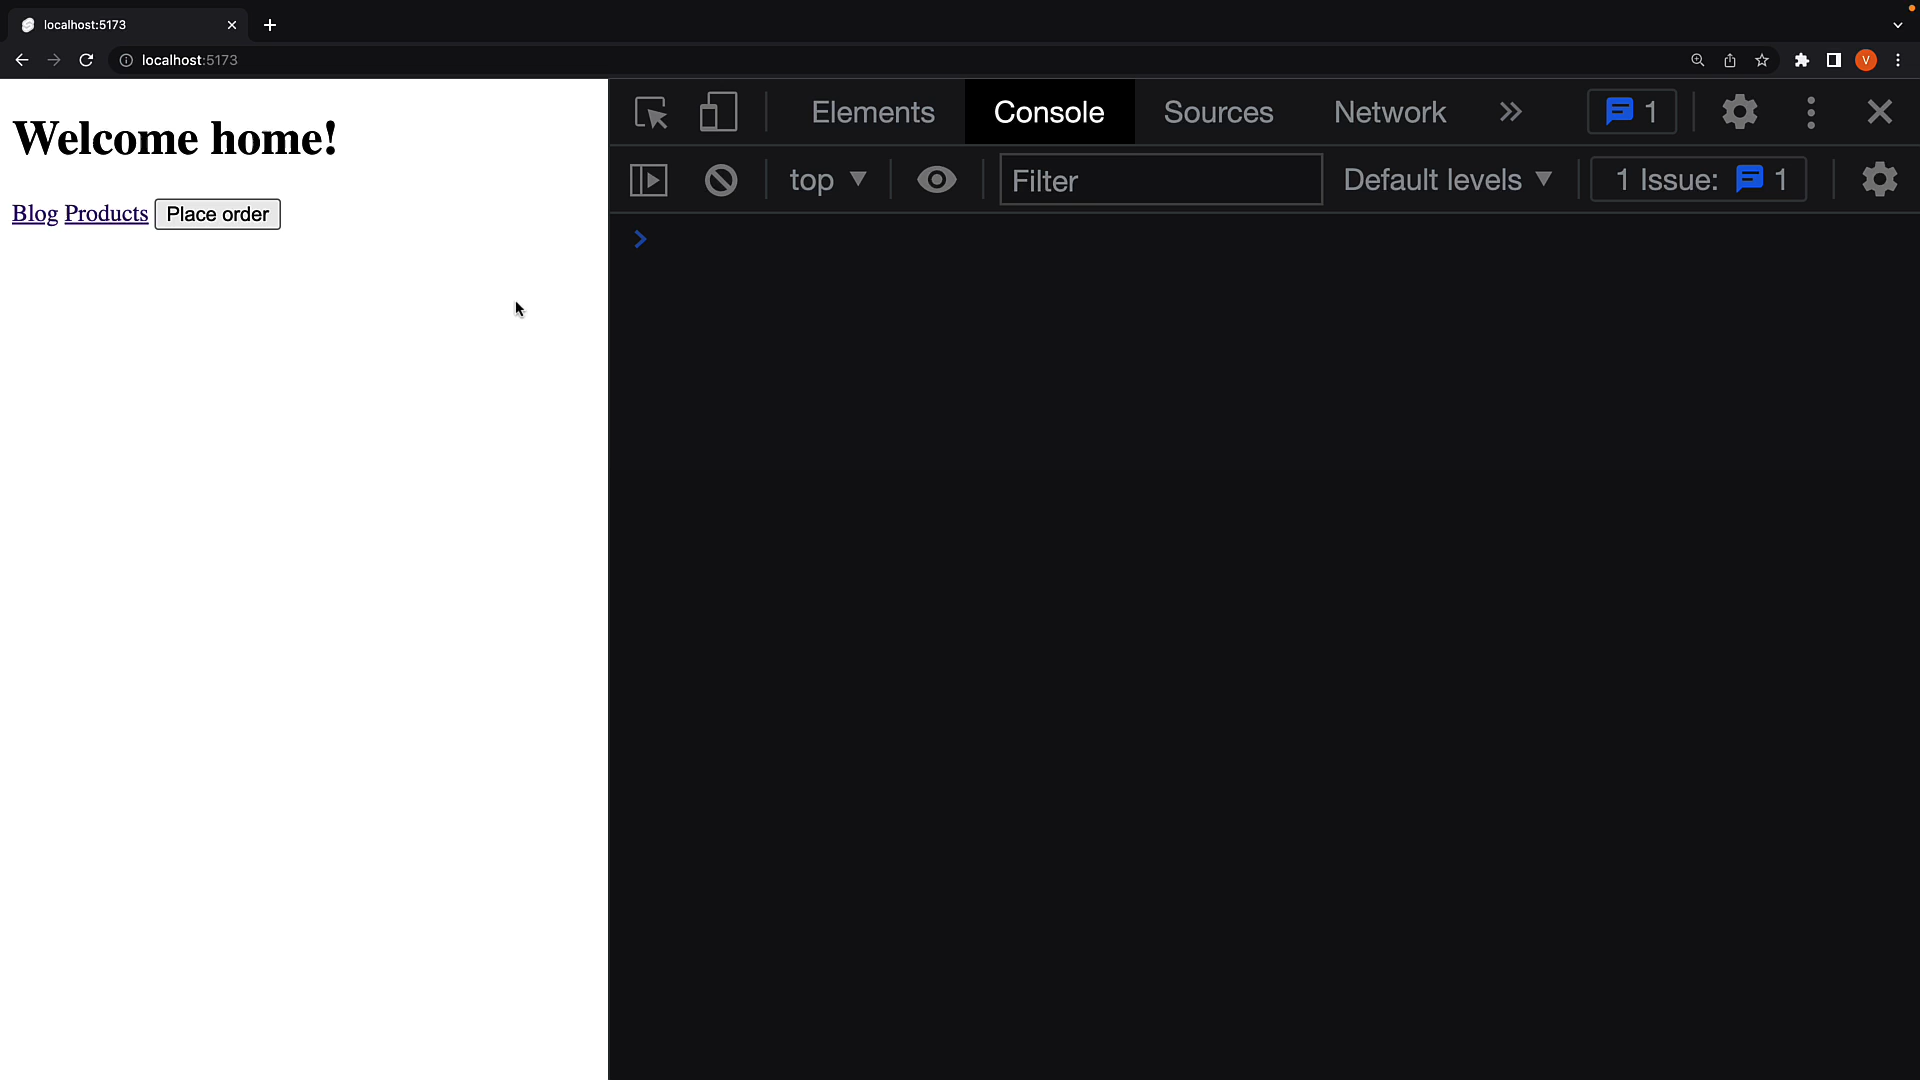 localhost:5173
localhost:5173
V
Welcome home!
Blog Products Place order
Elements Console Sources Network 1
top Filter Default levels 1 Issue: 1